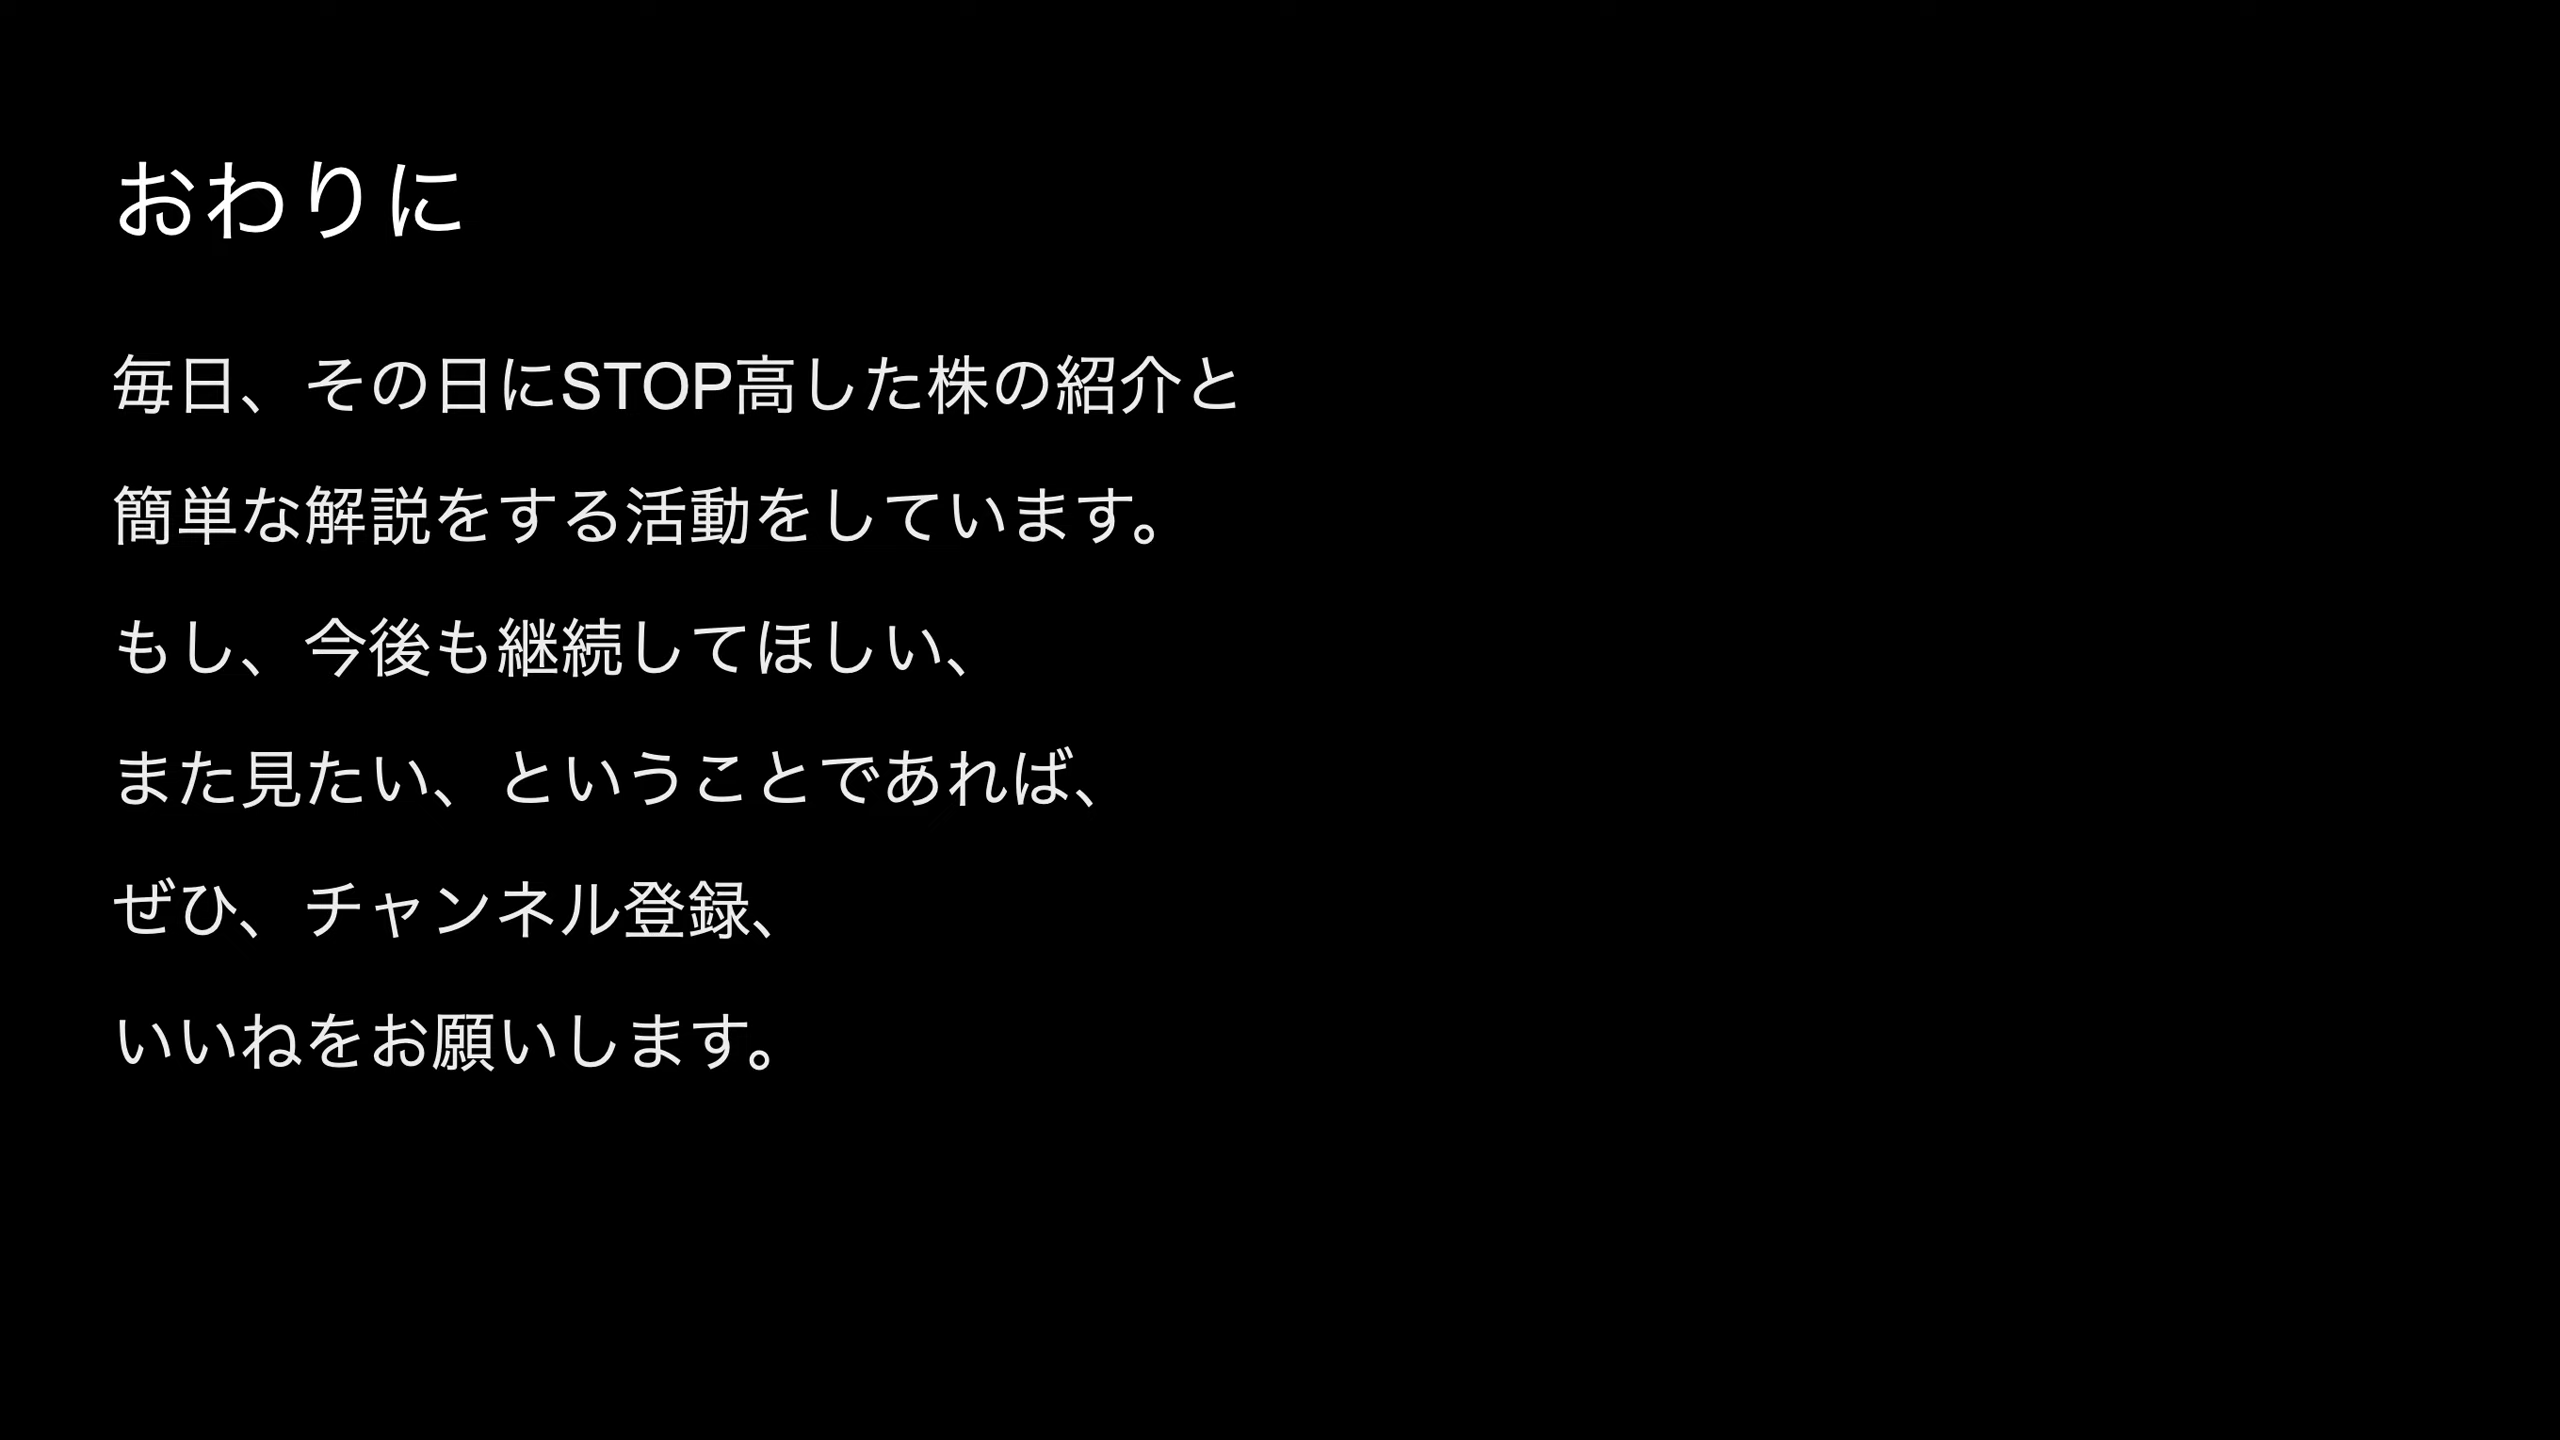 おわりに
毎日、その日にSTOP高した株の紹介と
簡単な解説をする活動をしています。
もし、今後も継続してほしい、
また見たい、ということであれば、
ぜひ、チャンネル登録、
いいねをお願いします。